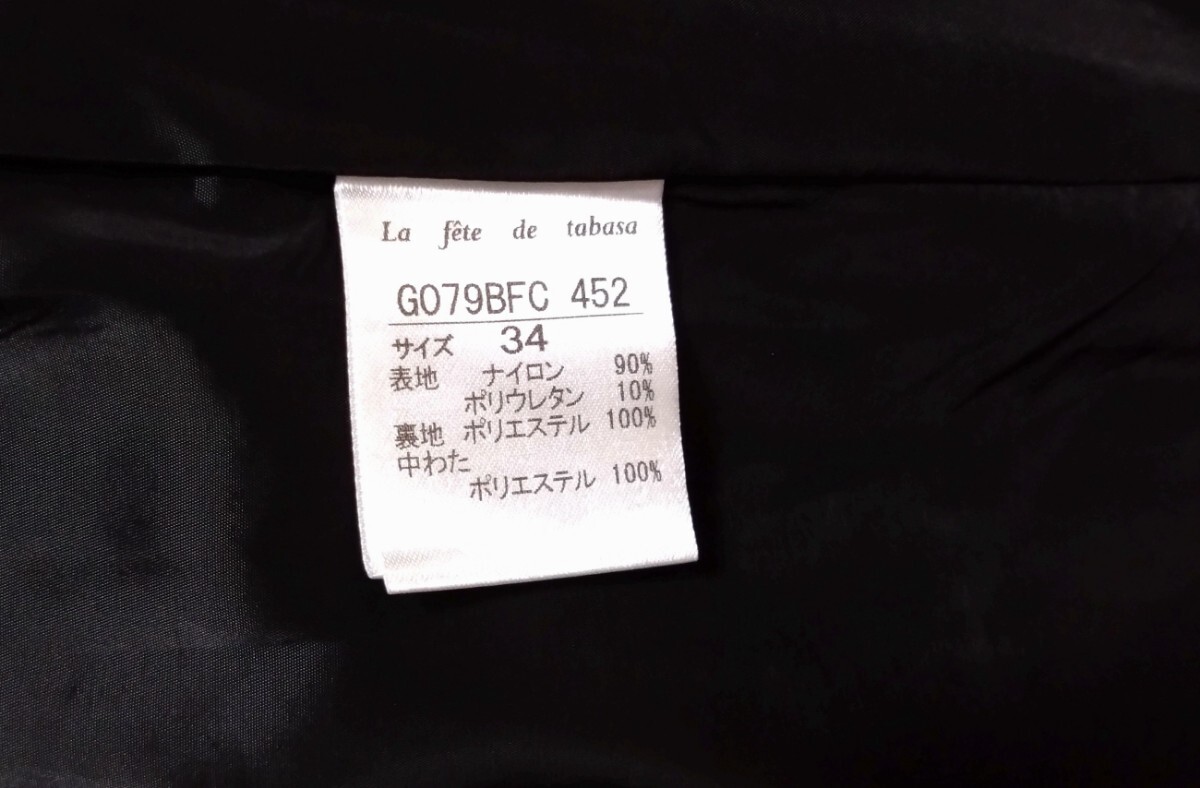 La fête de tabasa
G079BFC 452
サイズ 34
表地 ナイロン 90%
ポリウレタン 10%
裏地 ポリエステル 100%
中わた
ポリエステル 100%